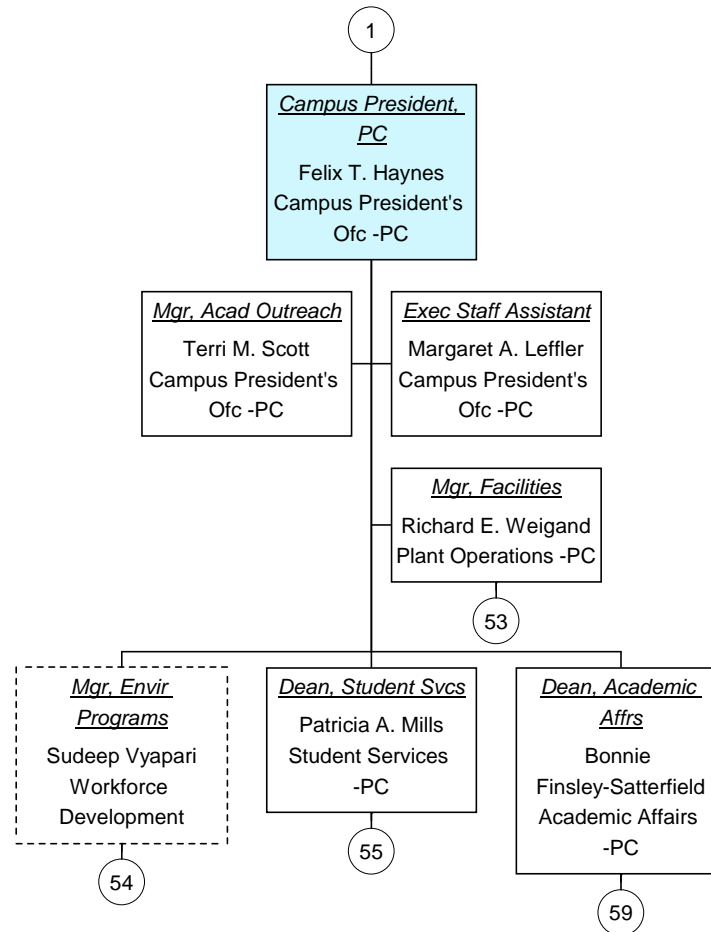 1
Campus President,
PC
Felix T. Haynes
Campus President's
Ofc -PC
Mgr, Acad Outreach
Terri M. Scott
Campus President's
Ofc -PC
Exec Staff Assistant
Margaret A. Leffler
Campus President's
Ofc -PC
Mgr, Facilities
Richard E. Weigand
Plant Operations -PC
53
Mgr, Envir
Programs
Sudeep Vyapari
Workforce
Development
54
Dean, Student Svcs
Patricia A. Mills
Student Services
-PC
55
Dean, Academic
Affrs
Bonnie
Finsley-Satterfield
Academic Affairs
-PC
59